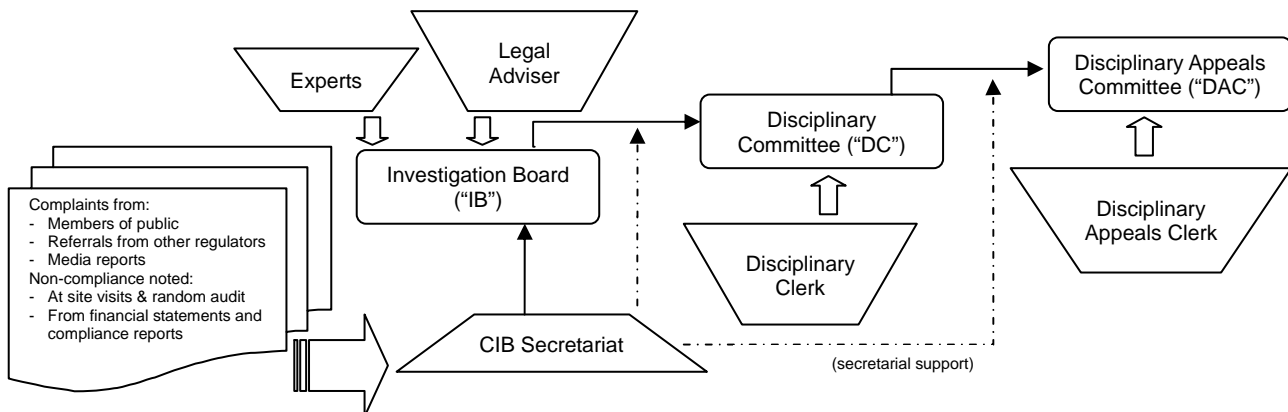 Experts
Legal
Adviser
Disciplinary Appeals
Committee (“DAC”)
Disciplinary
Committee (“DC”)
Investigation Board
(“IB”)
Complaints from:
- Members of public
- Referrals from other regulators
- Media reports
Non-compliance noted:
- At site visits & random audit
- From financial statements and
compliance reports
Disciplinary
Appeals Clerk
Disciplinary
Clerk
CIB Secretariat
(secretarial support)